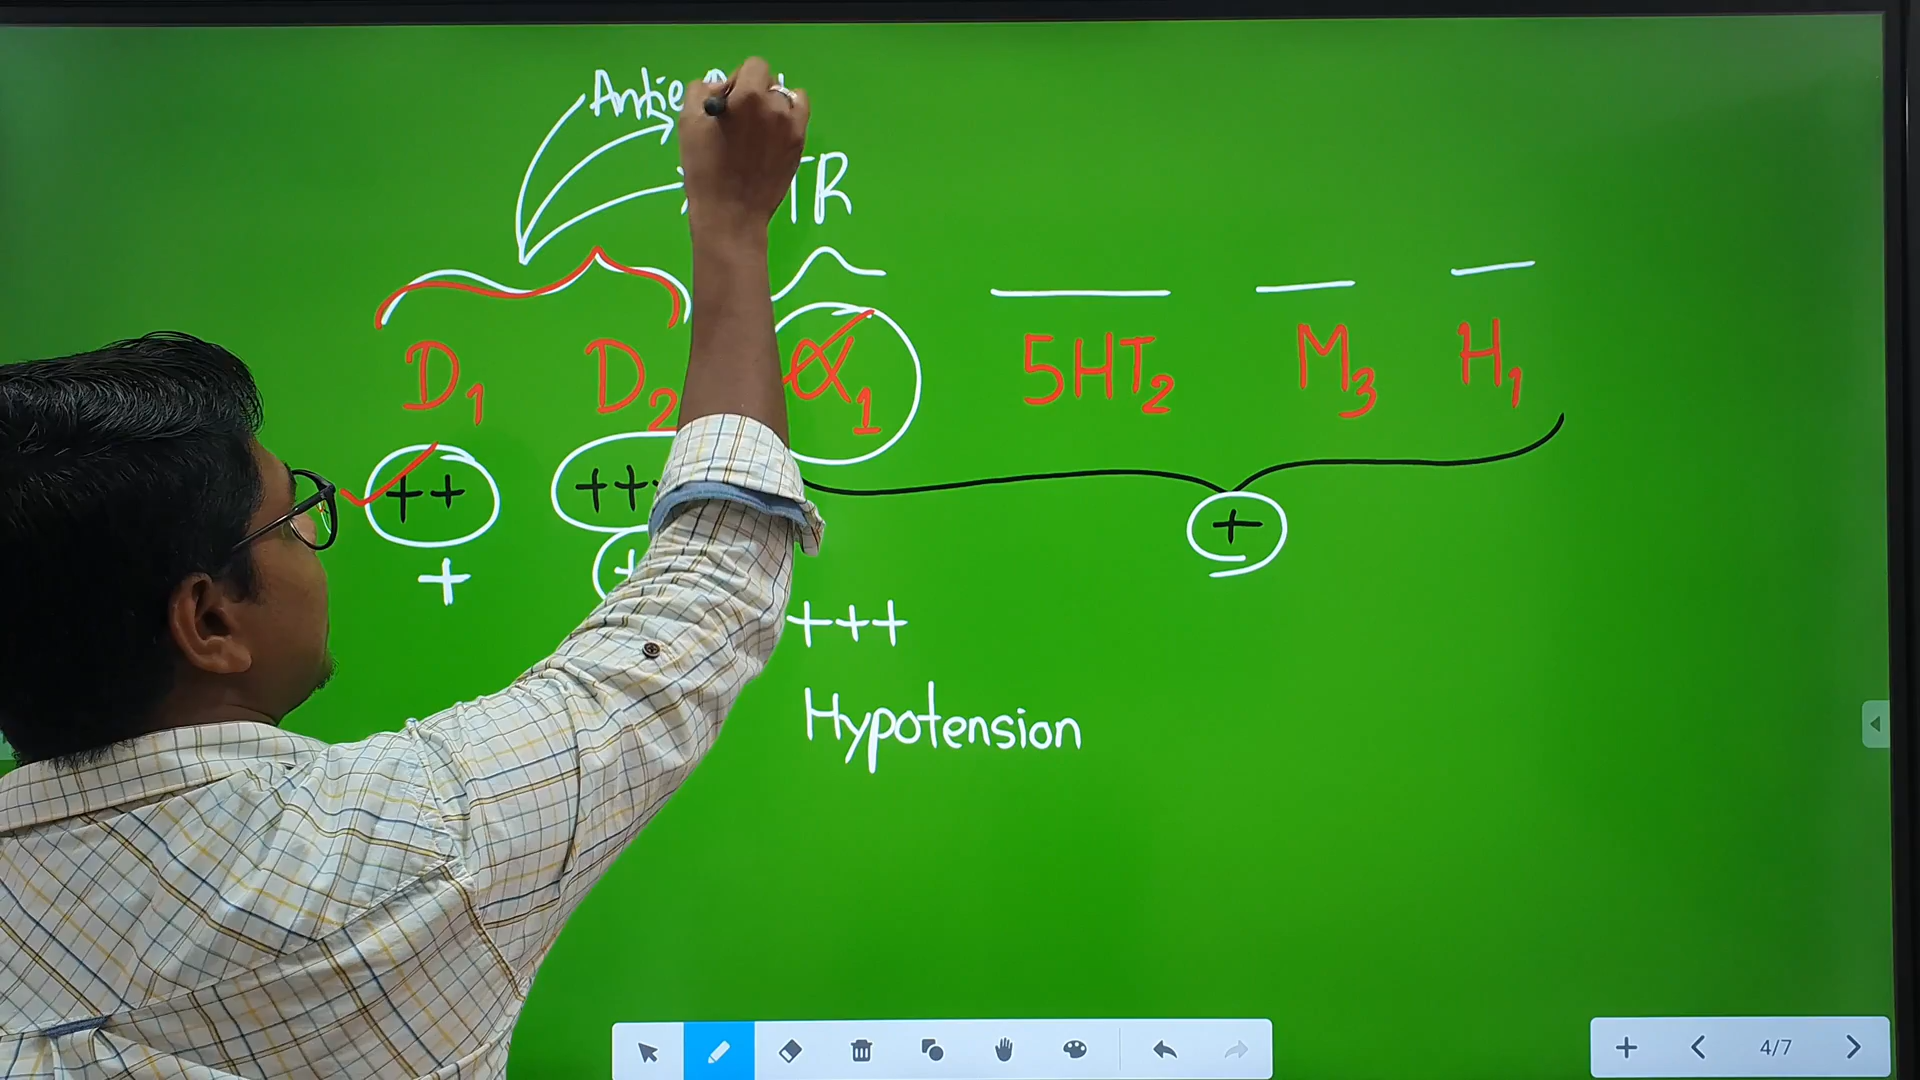 TR
D1 D2 α1 5HT2 M3 H1
++ ++ +
+ +
+++
Hypotension
4/7